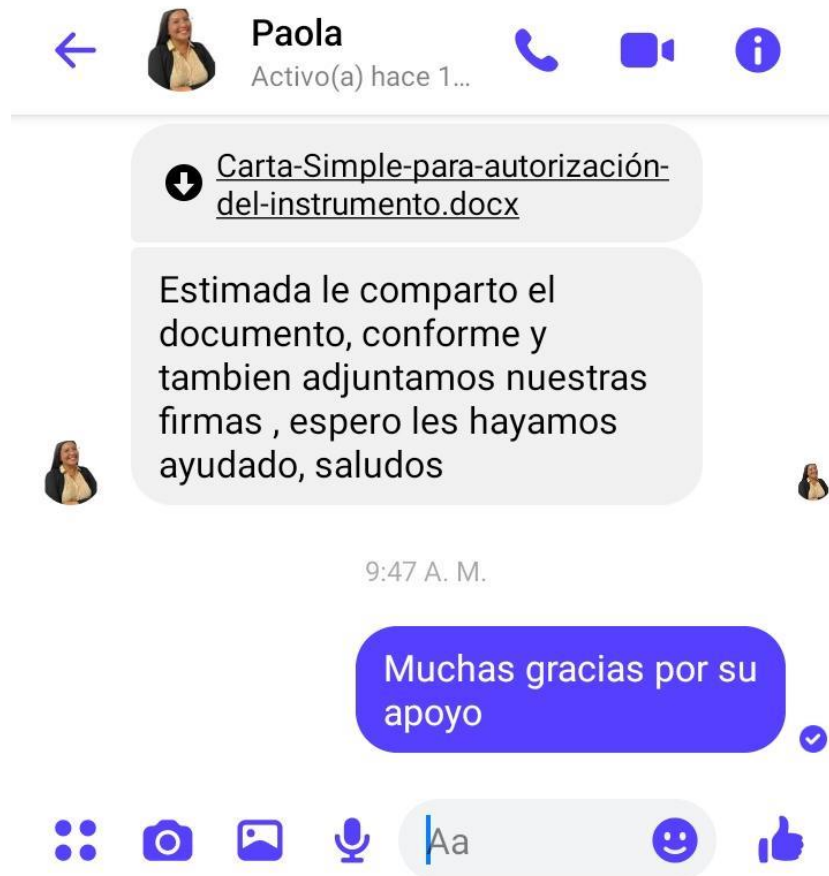 Paola
Activo(a) hace 1...
Carta-Simple-para-autorización-
del-instrumento.docx
Estimada le comparto el
documento, conforme y
tambien adjuntamos nuestras
firmas , espero les hayamos
ayudado, saludos
9:47 A. M.
Muchas gracias por su
apoyo
Aa